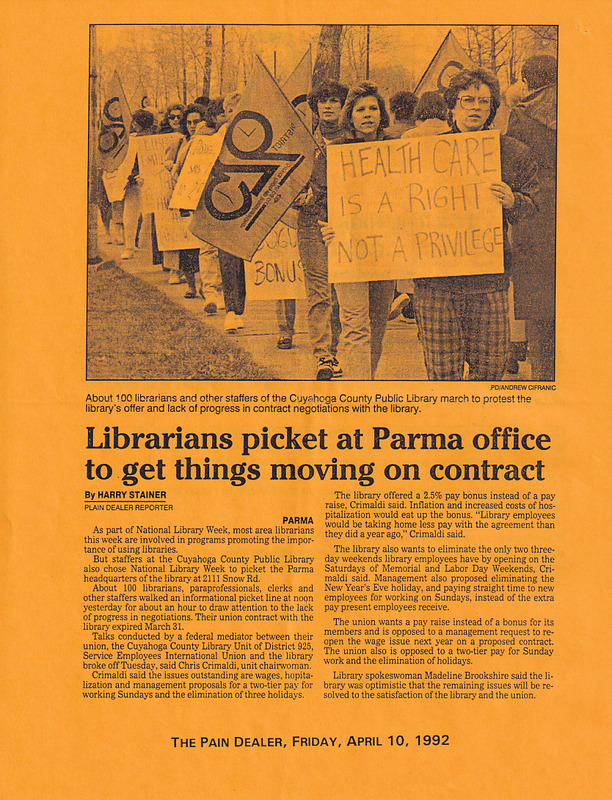 HEALTH CARE
IS A RIGHT
NOT A PRIVILEGE
BONUS
925
DISTRICT
PD/ANDREW CIFRANIC
About 100 librarians and other staffers of the Cuyahoga County Public Library march to protest the
library's offer and lack of progress in contract negotiations with the library.
Librarians picket at Parma office
to get things moving on contract
By HARRY STAINER
PLAIN DEALER REPORTER
PARMA
As part of National Library Week, most area librarians
this week are involved in programs promoting the impor-
tance of using libraries.
But staffers at the Cuyahoga County Public Library
also chose National Library Week to picket the Parma
headquarters of the library at 2111 Snow Rd.
About 100 librarians, paraprofessionals, clerks and
other staffers walked an informational picket line at noon
yesterday for about an hour to draw attention to the lack
of progress in negotiations. Their union contract with the
library expired March 31.
Talks conducted by a federal mediator between their
union, the Cuyahoga County Library Unit of District 925,
Service Employees International Union and the library
broke off Tuesday, said Chris Crimaldi, unit chairwoman.
Crimaldi said the issues outstanding are wages, hopita-
lization and management proposals for a two-tier pay for
working Sundays and the elimination of three holidays.
The library offered a 2.5% pay bonus instead of a pay
raise, Crimaldi said. Inflation and increased costs of hos-
pitalization would eat up the bonus. "Library employees
would be taking home less pay with the agreement than
they did a year ago," Crimaldi said.
The library also wants to eliminate the only two three-
day weekends library employees have by opening on the
Saturdays of Memorial and Labor Day Weekends, Cri-
maldi said. Management also proposed eliminating the
New Year's Eve holiday, and paying straight time to new
employees for working on Sundays, instead of the extra
pay present employees receive.
The union wants a pay raise instead of a bonus for its
members and is opposed to a management request to re-
open the wage issue next year on a proposed contract.
The union also is opposed to a two-tier pay for Sunday
work and the elimination of holidays.
Library spokeswoman Madeline Brookshire said the li-
brary was optimistic that the remaining issues will be re-
solved to the satisfaction of the library and the union.
THE PAIN DEALER, FRIDAY, APRIL 10, 1992